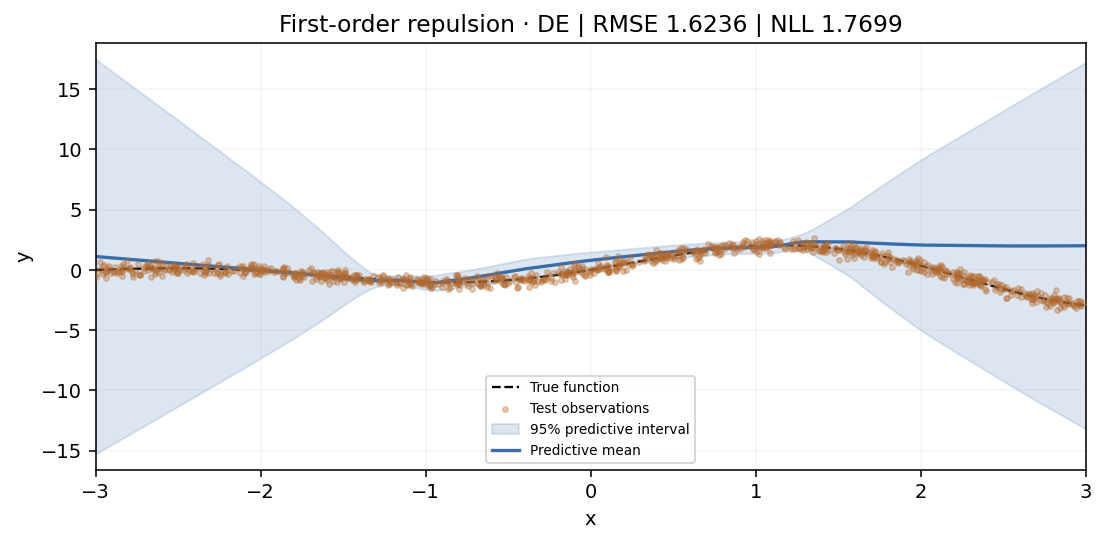 First-order repulsion · DE | RMSE 1.6236 | NLL 1.7699
15
10
5
0
−5
−10
−15
y
True function
Test observations
95% predictive interval
Predictive mean
−3 −2 −1 0 1 2 3
x